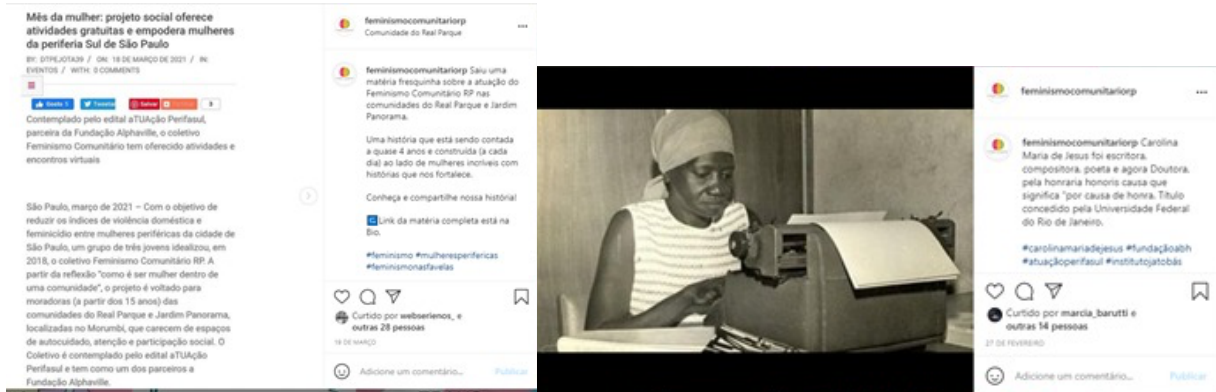 Mês da mulher: projeto social oferece
atividades gratuitas e empodera mulheres
da periferia Sul de São Paulo
BY: DTPEJOTA39 / ON: 18 DE MARÇO DE 2021 / IN:
EVENTOS / WITH: 0 COMMENTS
Tweetar
Salvar
Contemplado pelo edital aTUAção Perifasul,
parceira da Fundação Alphaville, o coletivo
Feminismo Comunitário tem oferecido atividades e
encontros virtuais
São Paulo, março de 2021 – Com o objetivo de
reduzir os índices de violência doméstica e
feminicídio entre mulheres periféricas da cidade de
São Paulo, um grupo de três jovens idealizou, em
2018, o coletivo Feminismo Comunitário RP. A
partir da reflexão "como é ser mulher dentro de
uma comunidade", o projeto é voltado para
moradoras (a partir dos 15 anos) das
comunidades do Real Parque e Jardim Panorama,
localizadas no Morumbi, que carecem de espaços
de autocuidado, atenção e participação social. O
Coletivo é contemplado pelo edital aTUAção
Perifasul e tem como um dos parceiros a
Fundação Alphaville.
feminismocomunitariorp
Comunidade do Real Parque
feminismocomunitariorp Saiu uma
matéria fresquinha sobre a atuação do
Feminismo Comunitário RP nas
comunidades do Real Parque e Jardim
Panorama.
Uma história que está sendo contada
a quase 4 anos e construída (a cada
dia) ao lado de mulheres incríveis com
histórias que nos fortalece.
Conheça e compartilhe nossa história!
Link da matéria completa está na
Bio.
#feminismo #mulheresperifericas
#feminismonasfavelas
Curtido por webserienos_ e
outras 28 pessoas
18 DE MARÇO
Adicione um comentário...
Publicar
feminismocomunitariorp
feminismocomunitariorp Carolina
Maria de Jesus foi escritora,
compositora, poeta e agora Doutora,
pela honraria honoris causa que
significa "por causa de honra. Título
concedido pela Universidade Federal
do Rio de Janeiro.
#carolinamariadejesus #fundaçãoabh
#atuaçãoperifasul #institutojatobás
Curtido por marcia_barutti e
outras 14 pessoas
27 DE FEVEREIRO
Adicione um comentário...
Publicar